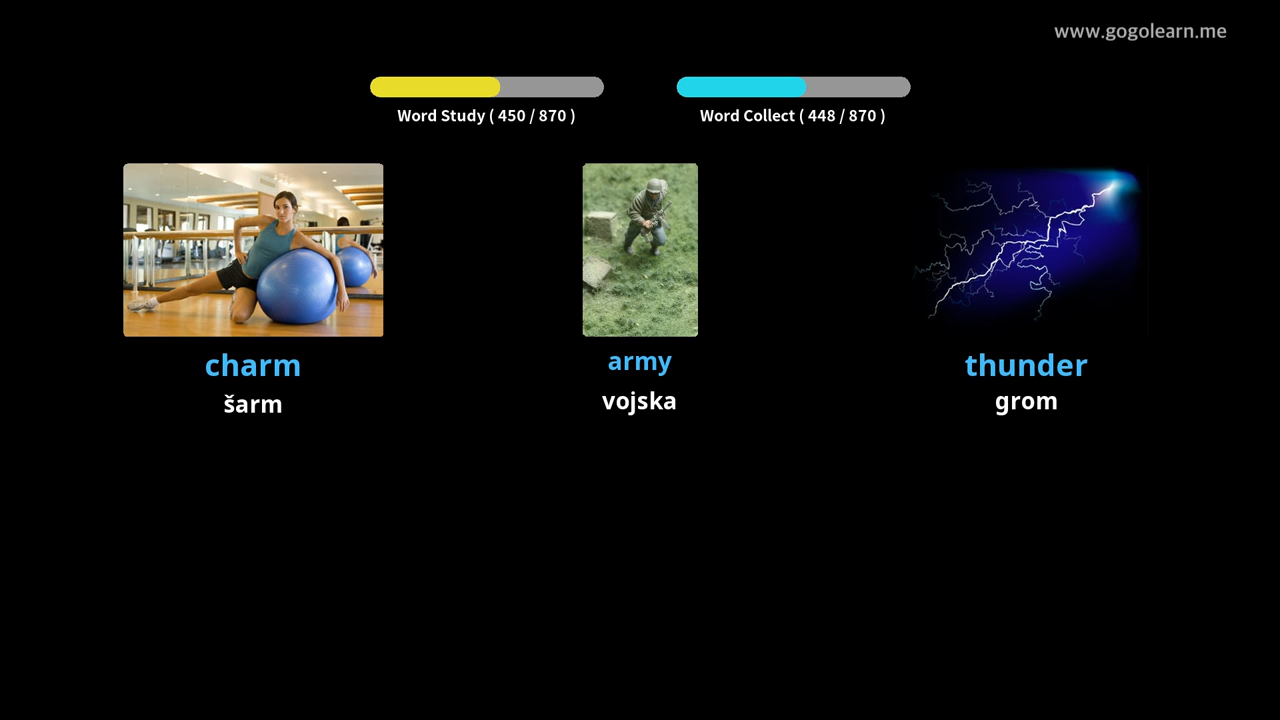 www.gogolearn.me
Word Study ( 450 / 870 )
Word Collect ( 448 / 870 )
charm
šarm
army
vojska
thunder
grom